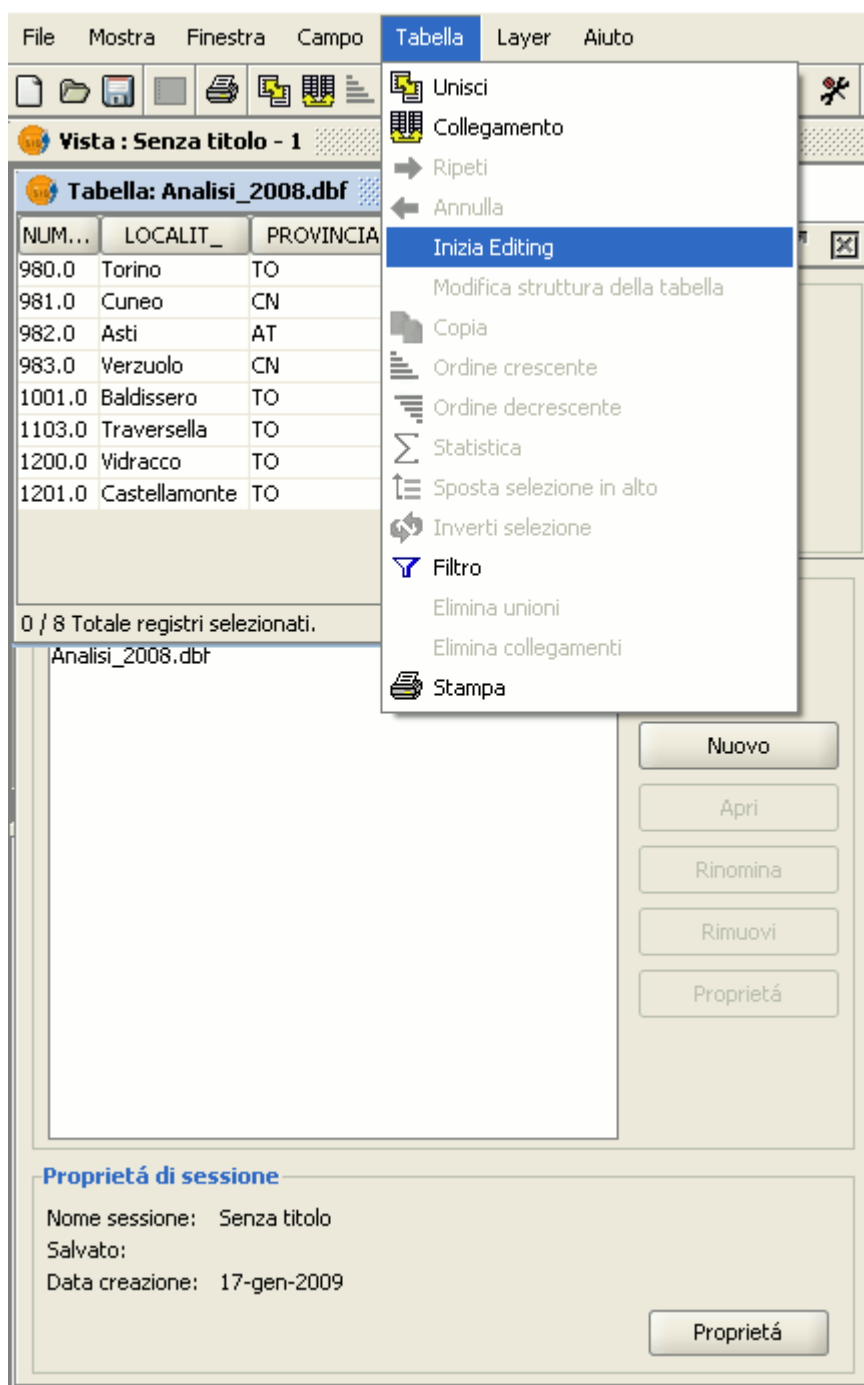 File Mostra Finestra Campo Tabella Layer Aiuto
Vista : Senza titolo - 1
Tabella: Analisi_2008.dbf
NUM... LOCALIT_ PROVINCIA
980.0 Torino TO
981.0 Cuneo CN
982.0 Asti AT
983.0 Verzuolo CN
1001.0 Baldissero TO
1103.0 Traversella TO
1200.0 Vidracco TO
1201.0 Castellamonte TO
0 / 8 Totale registri selezionati.
Unisci
Collegamento
Ripeti
Annulla
Inizia Editing
Modifica struttura della tabella
Copia
Ordine crescente
Ordine decrescente
Statistica
Sposta selezione in alto
Inverti selezione
Filtro
Elimina unioni
Elimina collegamenti
Stampa
Analisi_2008.dbf
Nuovo
Apri
Rinomina
Rimuovi
Proprietá
Proprietá di sessione
Nome sessione: Senza titolo
Salvato:
Data creazione: 17-gen-2009
Proprietá